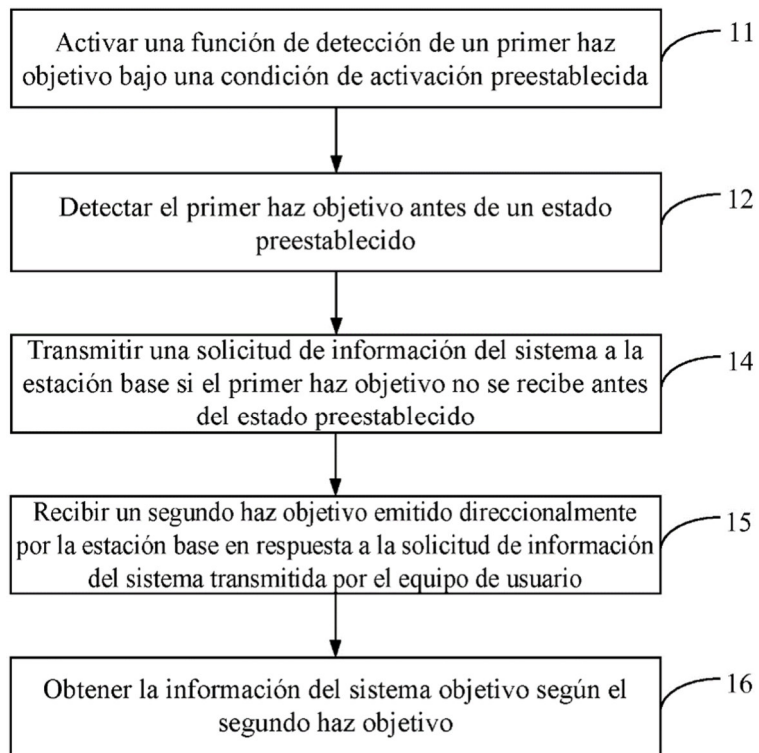 Activar una función de detección de un primer haz
objetivo bajo una condición de activación preestablecida
11
Detectar el primer haz objetivo antes de un estado
preestablecido
12
Transmitir una solicitud de información del sistema a la
estación base si el primer haz objetivo no se recibe antes
del estado preestablecido
14
Recibir un segundo haz objetivo emitido direccionalmente
por la estación base en respuesta a la solicitud de información
del sistema transmitida por el equipo de usuario
15
Obtener la información del sistema objetivo según el
segundo haz objetivo
16